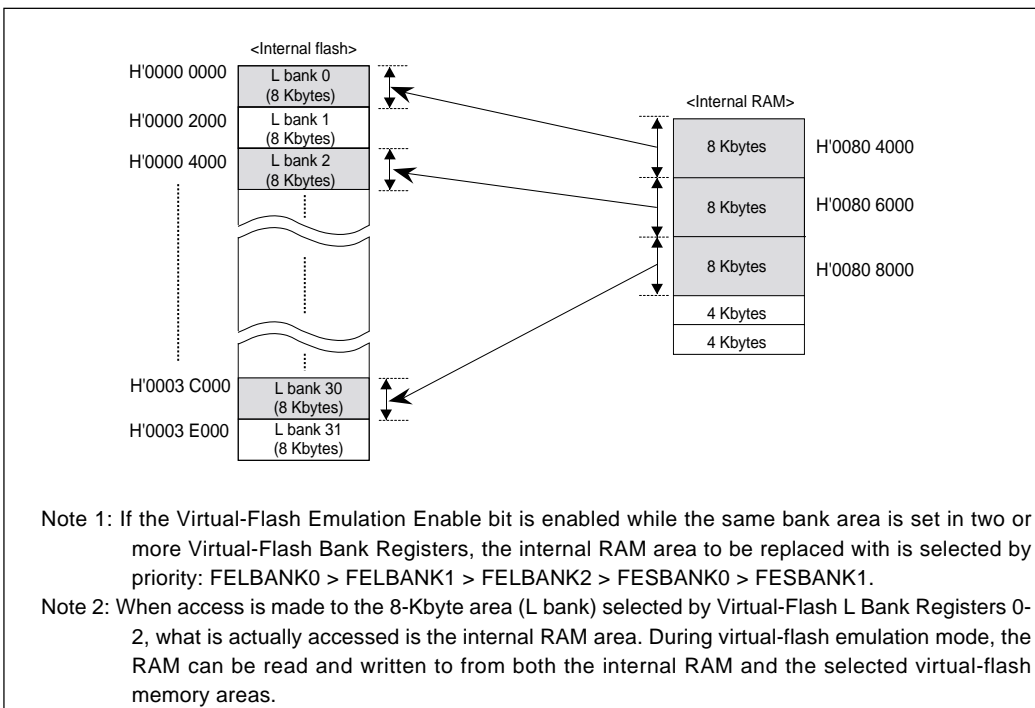 <Internal flash>
H'0000 0000
L bank 0
(8 Kbytes)
H'0000 2000
L bank 1
(8 Kbytes)
H'0000 4000
L bank 2
(8 Kbytes)
H'0003 C000
L bank 30
(8 Kbytes)
H'0003 E000
L bank 31
(8 Kbytes)
<Internal RAM>
8 Kbytes
H'0080 4000
8 Kbytes
H'0080 6000
8 Kbytes
H'0080 8000
4 Kbytes
4 Kbytes
Note 1: If the Virtual-Flash Emulation Enable bit is enabled while the same bank area is set in two or
more Virtual-Flash Bank Registers, the internal RAM area to be replaced with is selected by
priority: FELBANK0 > FELBANK1 > FELBANK2 > FESBANK0 > FESBANK1.
Note 2: When access is made to the 8-Kbyte area (L bank) selected by Virtual-Flash L Bank Registers 0-
2, what is actually accessed is the internal RAM area. During virtual-flash emulation mode, the
RAM can be read and written to from both the internal RAM and the selected virtual-flash
memory areas.